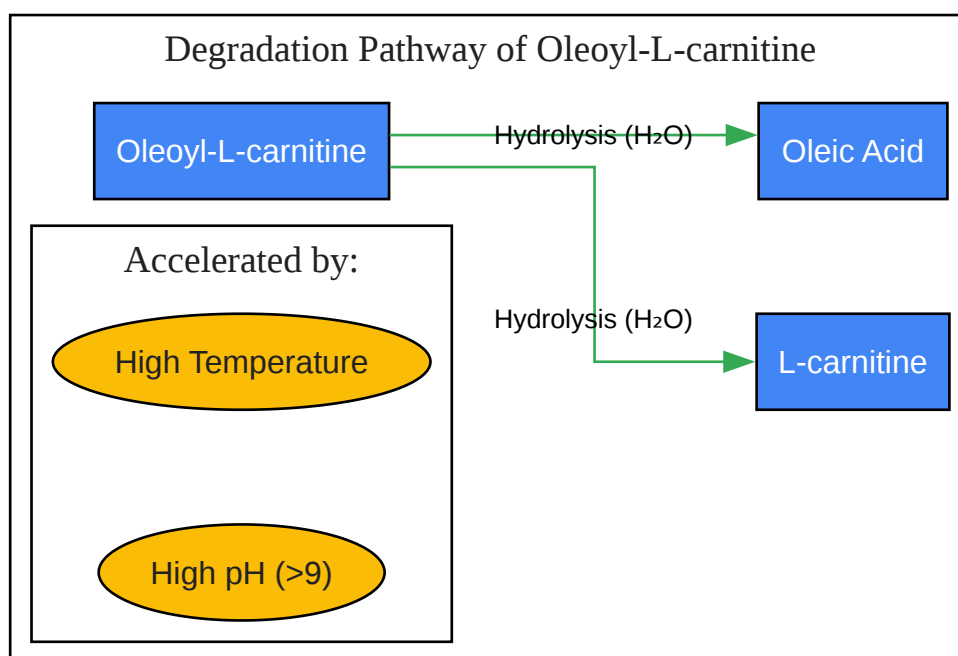 Degradation Pathway of Oleoyl-L-carnitine
Oleoyl-L-carnitine
Hydrolysis (H₂O)
Oleic Acid
Accelerated by:
High Temperature
Hydrolysis (H₂O)
L-carnitine
High pH (>9)